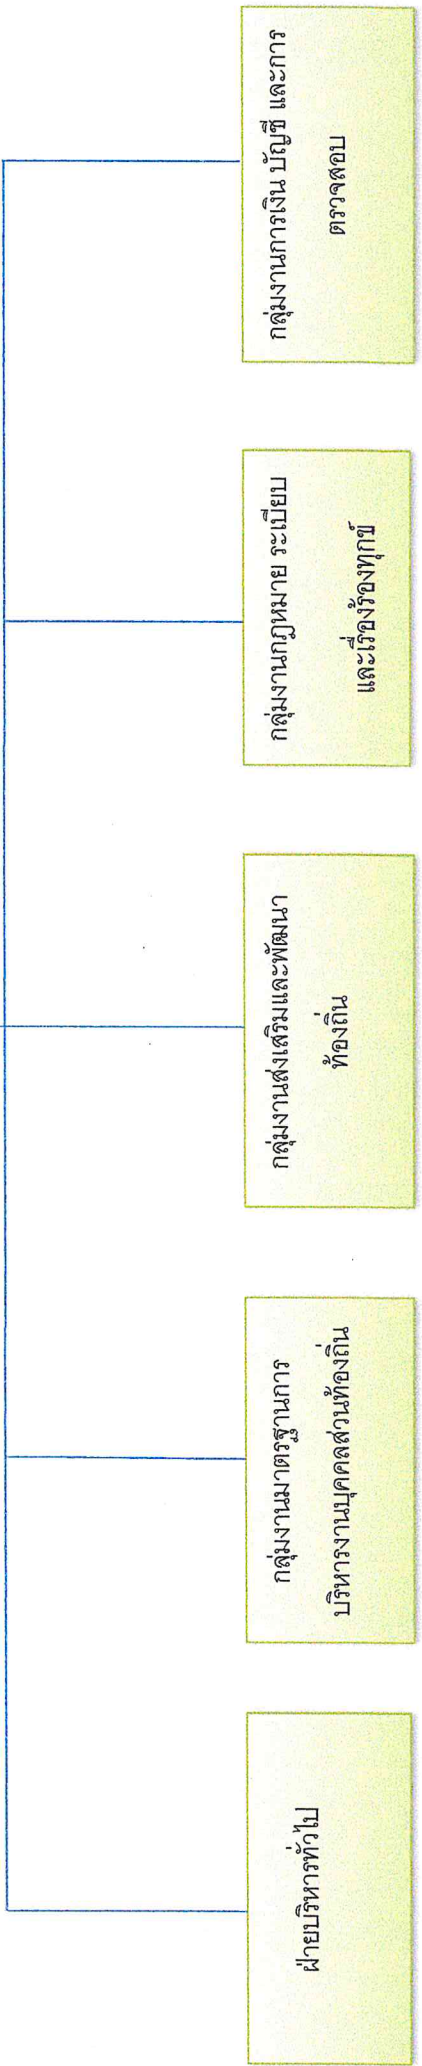 ฝ่ายบริหารทั่วไป
กลุ่มงานมาตรฐานการ
บริหารงานบุคคลส่วนท้องถิ่น
กลุ่มงานส่งเสริมและพัฒนา
ท้องถิ่น
กลุ่มงานกฎหมาย ระเบียบ
และเรื่องร้องทุกข์
กลุ่มงานการเงิน บัญชี และการ
ตรวจสอบ